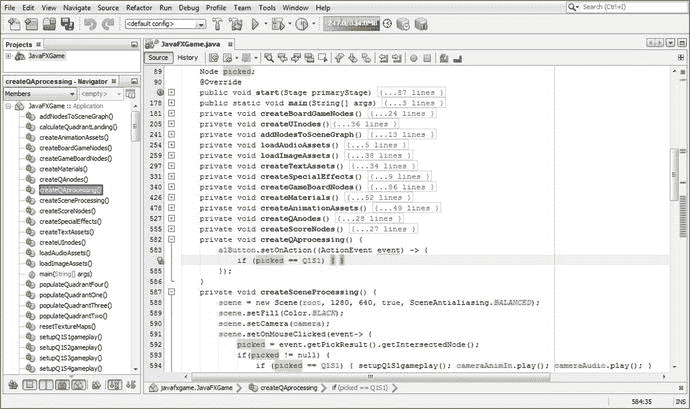 File Edit View Navigate Source Refactor Run Debug Profile Team Tools Window Help
Search (Ctrl+I)
<default config>
Projects
JavaFXGame
createQAprocessing - Navigator
Members
<empty>
JavaFXGame :: Application
addNodesToSceneGraph()
calculateQuadrantLanding()
createAnimationAssets()
createBoardGameNodes()
createGameBoardNodes()
createMaterials()
createQAnodes()
createQAprocessing()
createSceneProcessing()
createScoreNodes()
createSpecialEffects()
createTextAssets()
createUInodes()
loadAudioAssets()
loadImageAssets()
main(String[] args)
populateQuadrantFour()
populateQuadrantOne()
populateQuadrantThree()
populateQuadrantTwo()
resetTextureMaps()
setupQ1S1gameplay()
setupQ1S2gameplay()
JavaFXGame.java
Source History
89 Node picked;
90 @Override
public void start(Stage primaryStage) {...87 lines }
178 public static void main(String[] args) {...3 lines }
181 private void createBoardGameNodes() {...24 lines }
205 private void createUInodes() {...36 lines }
241 private void addNodesToSceneGraph() {...13 lines }
254 private void loadAudioAssets() {...5 lines }
259 private void loadImageAssets() {...38 lines }
297 private void createTextAssets() {...34 lines }
331 private void createSpecialEffects() {...9 lines }
340 private void createGameBoardNodes() {...86 lines }
426 private void createMaterials() {...52 lines }
478 private void createAnimationAssets() {...49 lines }
527 private void createQAnodes() {...28 lines }
555 private void createScoreNodes() {...27 lines }
582 private void createQAprocessing() {
583 a1Button.setOnAction((ActionEvent event) -> {
if (picked == Q1S1) { }
585 });
586 }
587 private void createSceneProcessing() {
588 scene = new Scene(root, 1280, 640, true, SceneAntialiasing.BALANCED);
589 scene.setFill(Color.BLACK);
590 scene.setCamera(camera);
591 scene.setOnMouseClicked(event-> {
592 picked = event.getPickResult().getIntersectedNode();
593 if(picked != null) {
594 if (picked == Q1S1) { setupQ1S1gameplay(); cameraAnimIn.play(); cameraAudio.play(); }
javafxgame.JavaFXGame
createQAprocessing
if (picked == Q1S1)
584:35
INS